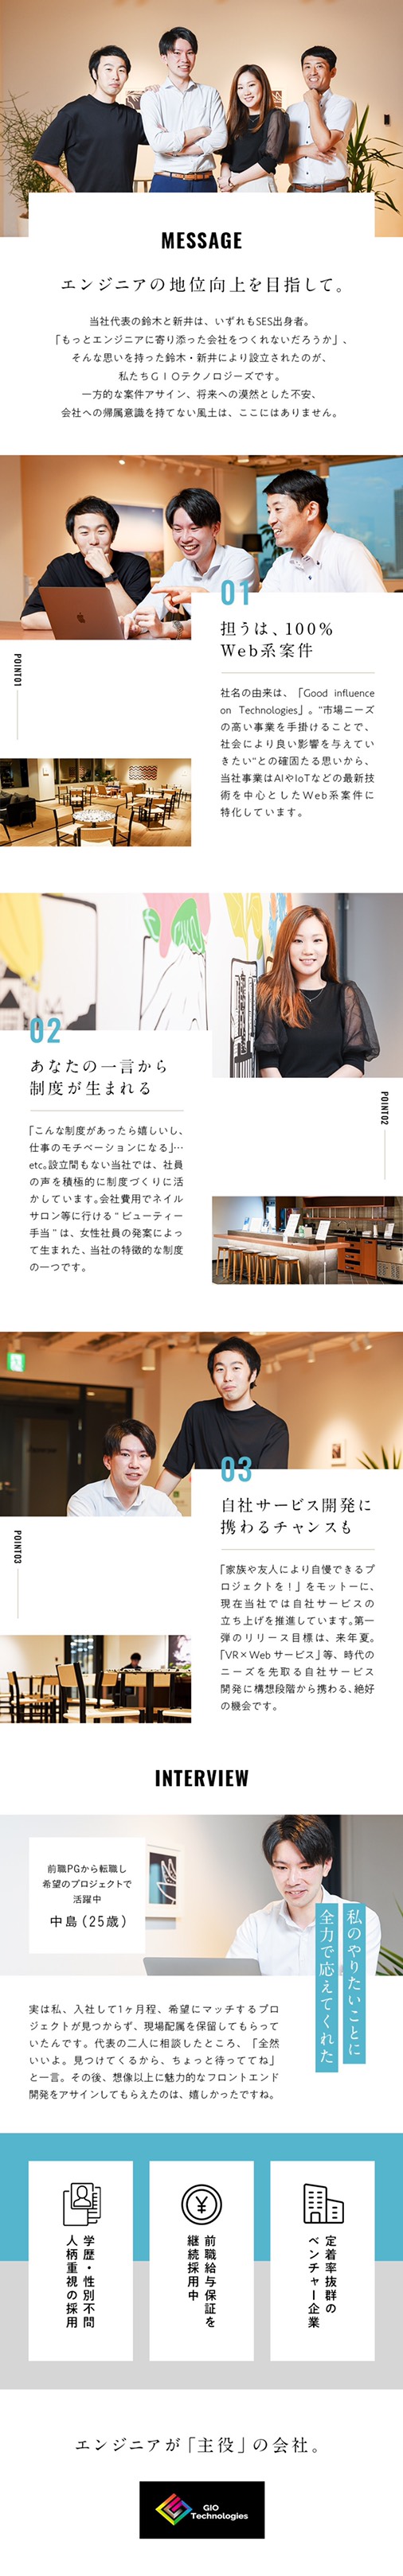 MESSAGE
エンジニアの地位向上を目指して。
当社代表の鈴木と新井は、いずれもSES出身者。
「もっとエンジニアに寄り添った会社をつくれないだろうか」、
そんな思いを持った鈴木・新井により設立されたのが、
私たちＧＩＯテクノロジーズです。
一方的な案件アサイン、将来への漠然とした不安、
会社への帰属意識を持てない風土は、ここにはありません。
01
担うは、100%
Web系案件
POINT01
社名の由来は、「Good influence
on Technologies」。"市場ニーズ
の高い事業を手掛けることで、
社会により良い影響を与えてい
きたい"との確固たる思いから、
当社事業はAIやIoTなどの最新技
術を中心としたWeb系案件に
特化しています。
02
あなたの一言から
制度が生まれる
POINT02
「こんな制度があったら嬉しいし、
仕事のモチベーションになる」…
etc。設立間もない当社では、社員
の声を積極的に制度づくりに活
かしています。会社費用でネイル
サロン等に行ける“ビューティー
手当”は、女性社員の発案によっ
て生まれた、当社の特徴的な制度
の一つです。
03
自社サービス開発に
携わるチャンスも
POINT03
「家族や友人により自慢できるプ
ロジェクトを！」をモットーに、
現在当社では自社サービスの
立ち上げを推進しています。第一
弾のリリース目標は、来年夏。
「VR×Webサービス」等、時代の
ニーズを先取る自社サービス
開発に構想段階から携わる、絶好
の機会です。
INTERVIEW
前職PGから転職し
希望のプロジェクトで
活躍中
中島（25歳）
私のやりたいことに
全力で応えてくれた
実は私、入社して1ヶ月程、希望にマッチするプロ
ジェクトが見つからず、現場配属を保留してもらって
いたんです。代表の二人に相談したところ、「全然
いいよ。見つけてくるから、ちょっと待っててね」
と一言。その後、想像以上に魅力的なフロントエンド
開発をアサインしてもらえたのは、嬉しかったですね。
学歴・性別不問
人柄重視の採用
前職給与保証を
継続採用中
定着率抜群の
ベンチャー企業
エンジニアが「主役」の会社。
GIO
Technologies